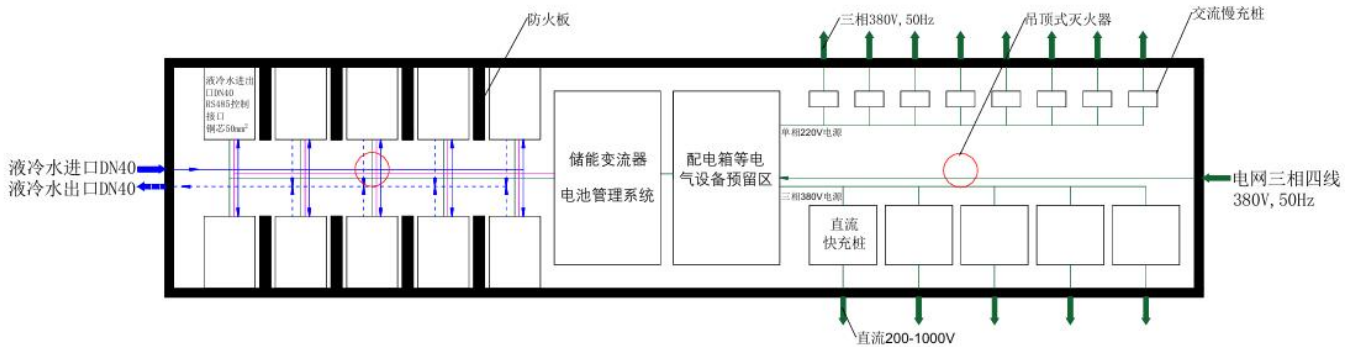 防火板
三相380V,50Hz
吊顶式灭火器
交流慢充桩
液冷水进出
口DN40
RS485控制
接口
铜芯50mm²
单相220V电源
液冷水进口DN40
液冷水出口DN40
储能变流器
电池管理系统
配电箱等电
气设备预留区
三相380V电源
电网三相四线
380V,50Hz
直流
快充桩
直流200-1000V